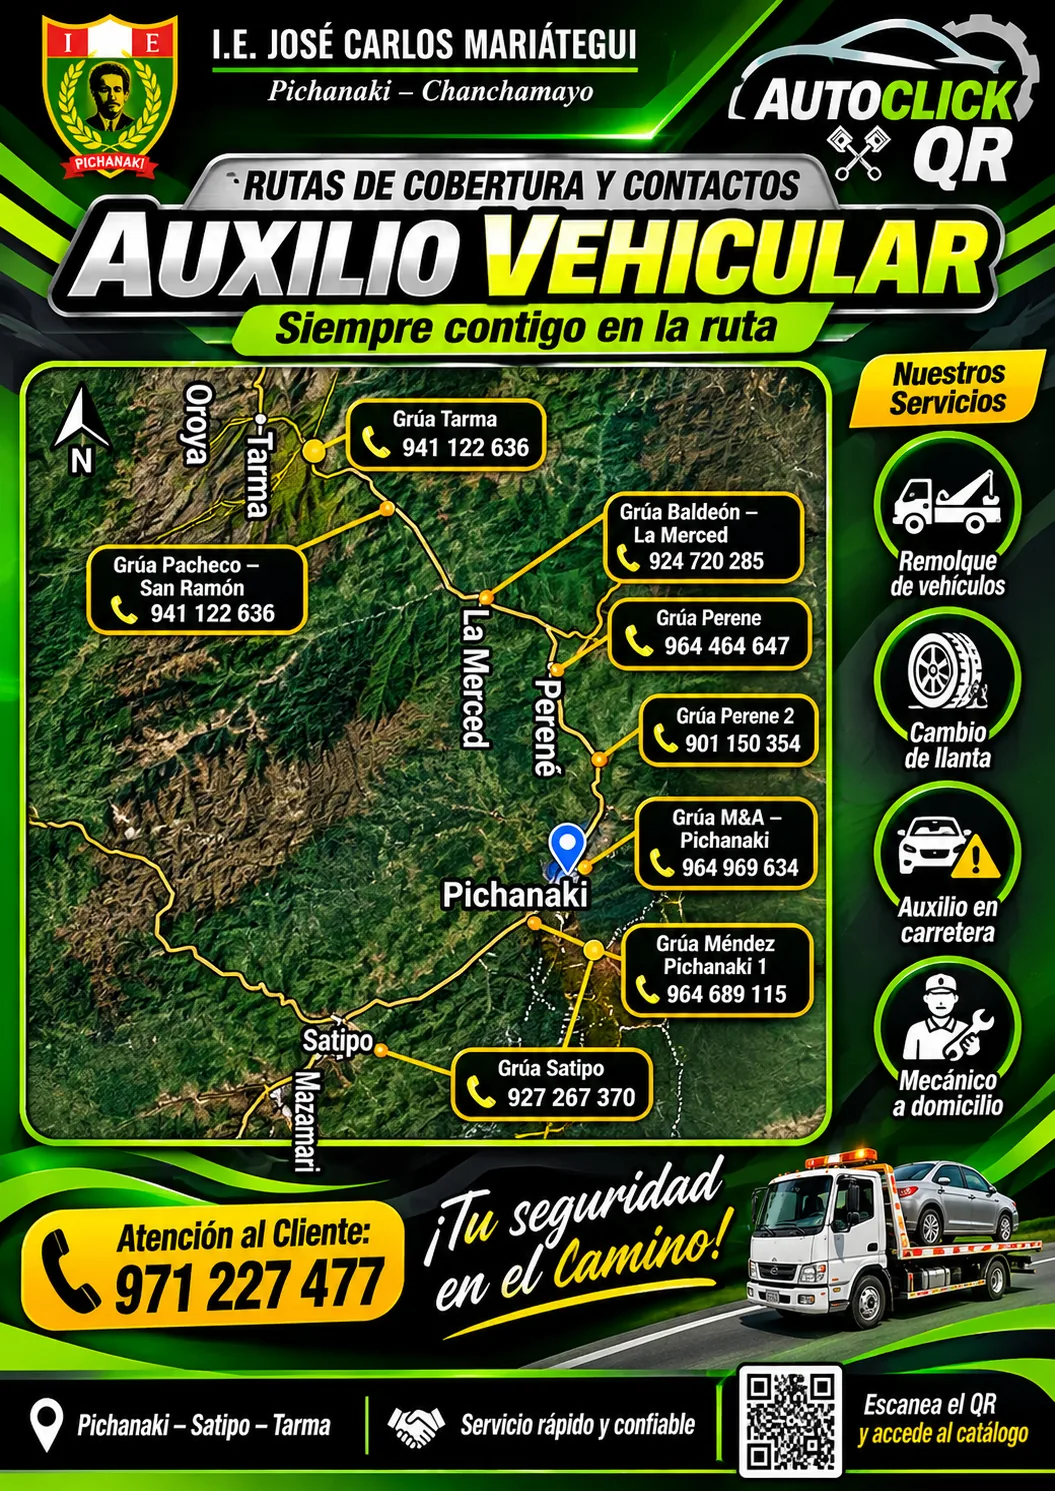 I E
PICHANAKI
I.E. JOSÉ CARLOS MARIÁTEGUI
Pichanaki – Chanchamayo
AUTOCLICK
QR
RUTAS DE COBERTURA Y CONTACTOS
AUXILIO VEHICULAR
Siempre contigo en la ruta
N
Oroya
Tarma
Grúa Tarma
941 122 636
Grúa Pacheco –
San Ramón
941 122 636
Grúa Baldeón –
La Merced
924 720 285
La Merced
Grúa Perene
964 464 647
Perené
Grúa Perene 2
901 150 354
Grúa M&A –
Pichanaki
964 969 634
Pichanaki
Grúa Méndez
Pichanaki 1
964 689 115
Satipo
Grúa Satipo
927 267 370
Mazamari
Nuestros
Servicios
Remolque
de vehículos
Cambio
de llanta
Auxilio en
carretera
Mecánico
a domicilio
Atención al Cliente:
971 227 477
¡Tu seguridad
en el Camino!
Pichanaki – Satipo – Tarma
Servicio rápido y confiable
Escanea el QR
y accede al catálogo